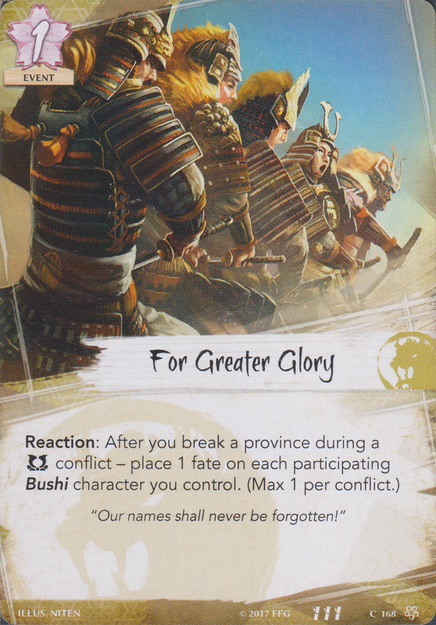 1
EVENT
For Greater Glory
Reaction: After you break a province during a
conflict – place 1 fate on each participating
Bushi character you control. (Max 1 per conflict.)
“Our names shall never be forgotten!”
ILLUS. NITEN © 2017 FFG C 168